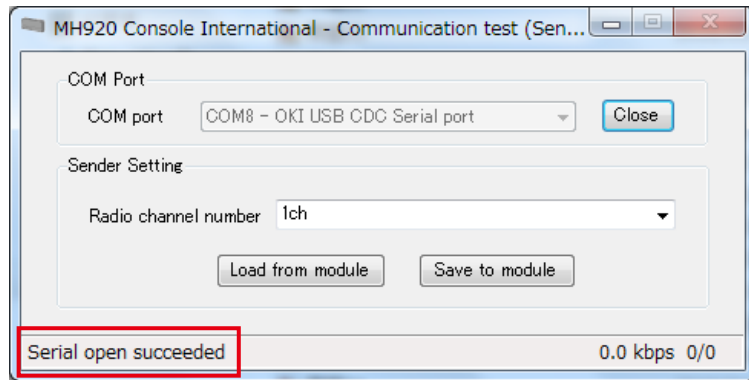 MH920 Console International - Communication test (Sen...
COM Port
COM port COM8 - OKI USB CDC Serial port Close
Sender Setting
Radio channel number 1ch
Load from module Save to module
Serial open succeeded 0.0 kbps 0/0